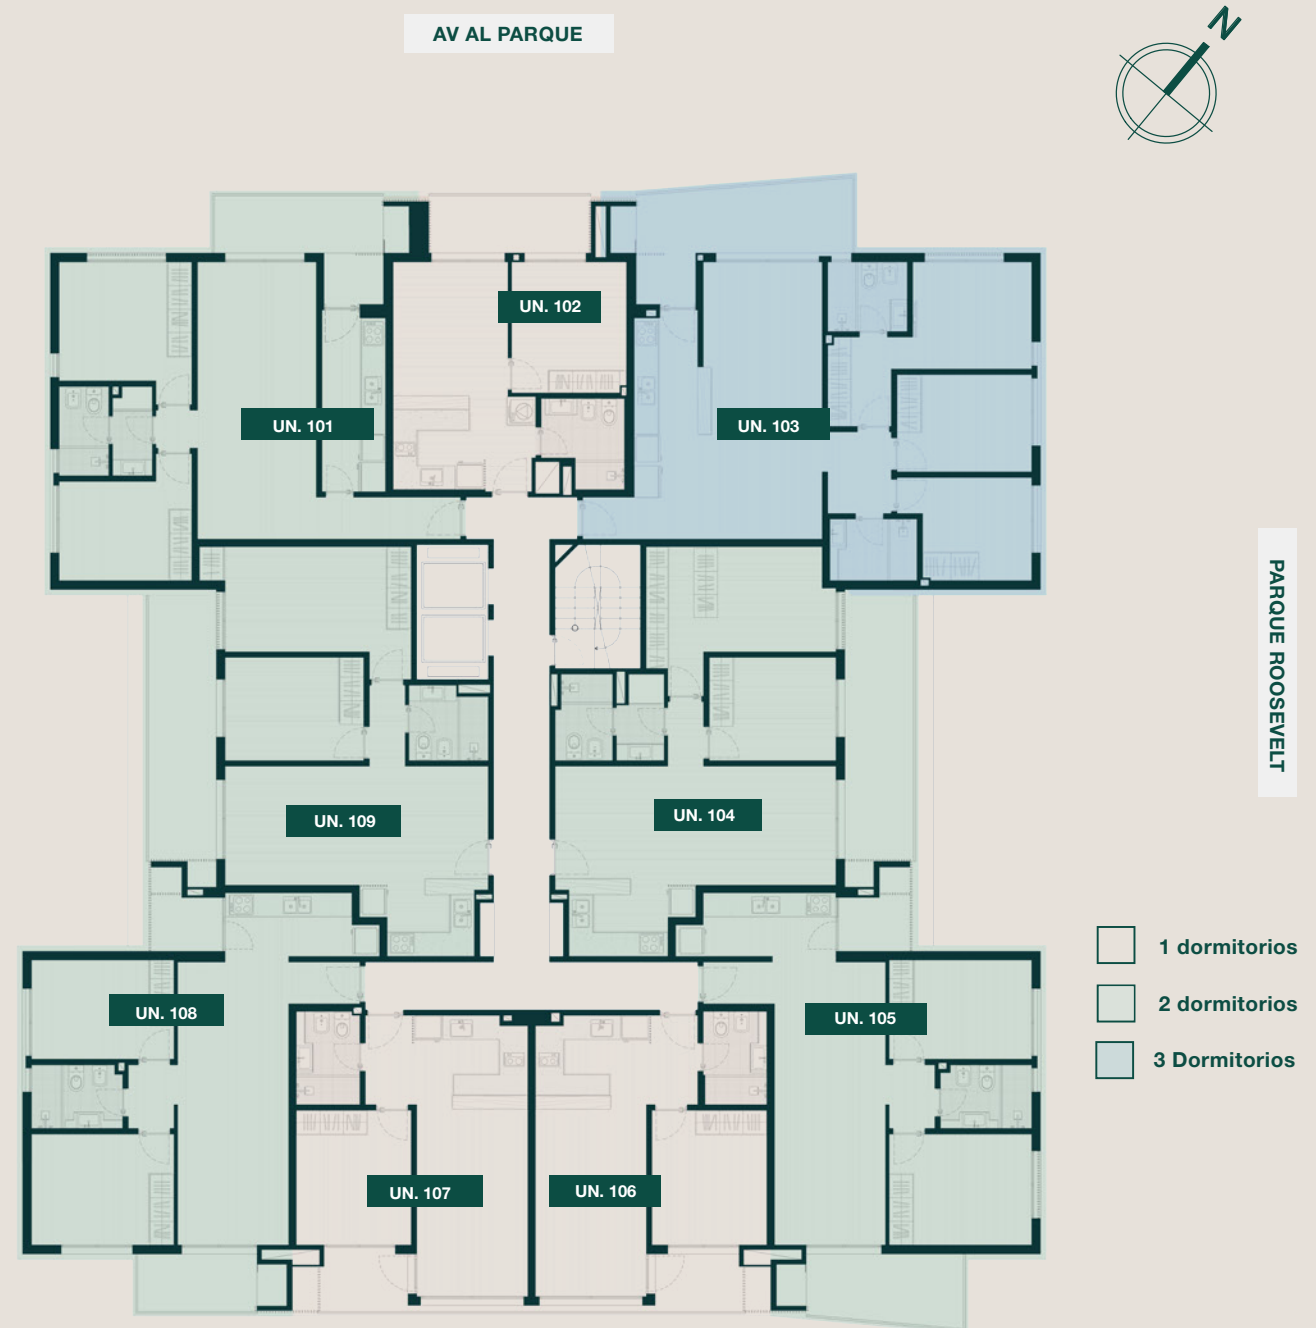 AV AL PARQUE
N
UN. 102
UN. 101
UN. 103
PARQUE ROOSEVELT
UN. 109
UN. 104
1 dormitorios
2 dormitorios
3 Dormitorios
UN. 108
UN. 105
UN. 107
UN. 106